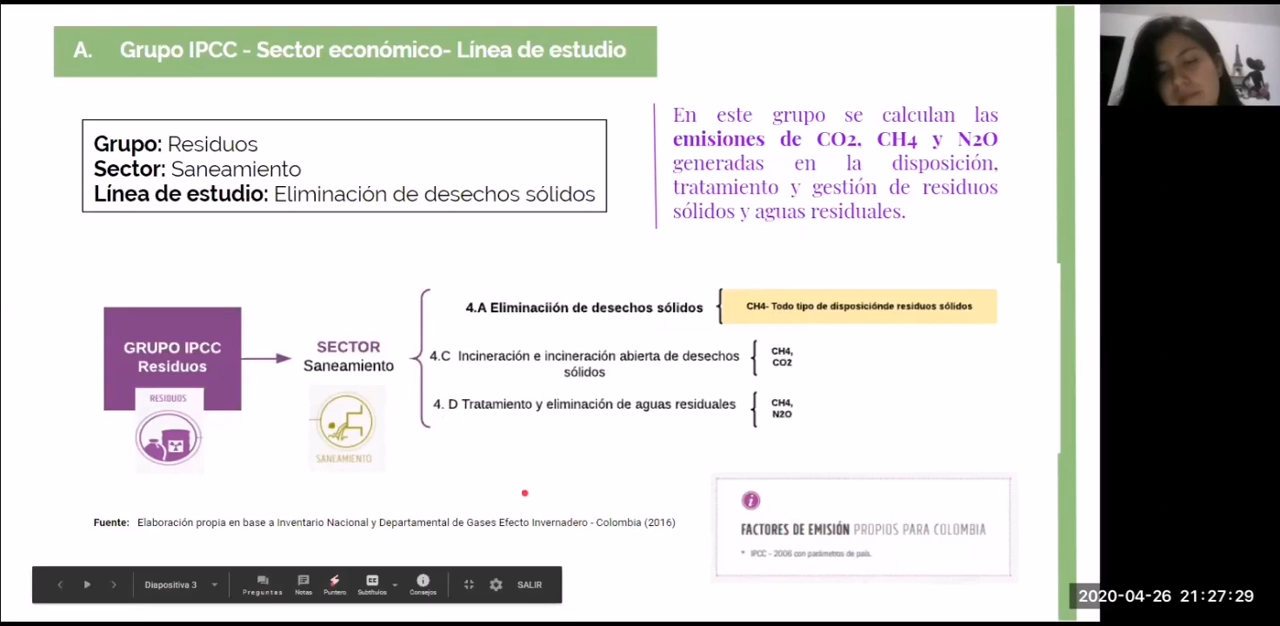 A. Grupo IPCC - Sector económico- Línea de estudio
Grupo: Residuos
Sector: Saneamiento
Línea de estudio: Eliminación de desechos sólidos
En este grupo se calculan las
emisiones de CO2, CH4 y N2O
generadas en la disposición,
tratamiento y gestión de residuos
sólidos y aguas residuales.
GRUPO IPCC
Residuos
RESIDUOS
SECTOR
Saneamiento
SANEAMIENTO
4.A Eliminaciión de desechos sólidos
CH4- Todo tipo de disposiciónde residuos sólidos
4.C Incineración e incineración abierta de desechos
sólidos
CH4,
CO2
4. D Tratamiento y eliminación de aguas residuales
CH4,
N2O
Fuente: Elaboración propia en base a Inventario Nacional y Departamental de Gases Efecto Invernadero - Colombia (2016)
i
FACTORES DE EMISIÓN PROPIOS PARA COLOMBIA
* IPCC - 2006 con parámetros de país.
Diapositiva 3
Preguntas
Notas
Puntero
Subtítulos
Consejos
SALIR
2020-04-26 21:27:29